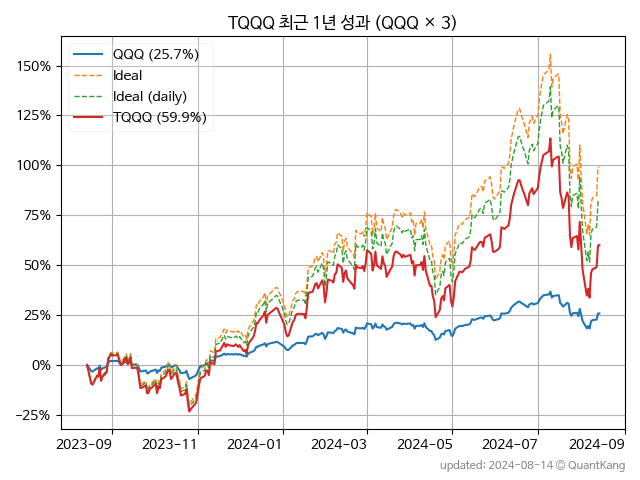 TQQQ 최근 1년 성과 (QQQ × 3)
QQQ (25.7%)
Ideal
Ideal (daily)
TQQQ (59.9%)
150%
125%
100%
75%
50%
25%
0%
−25%
2023-09 2023-11 2024-01 2024-03 2024-05 2024-07 2024-09
updated: 2024-08-14 © QuantKang